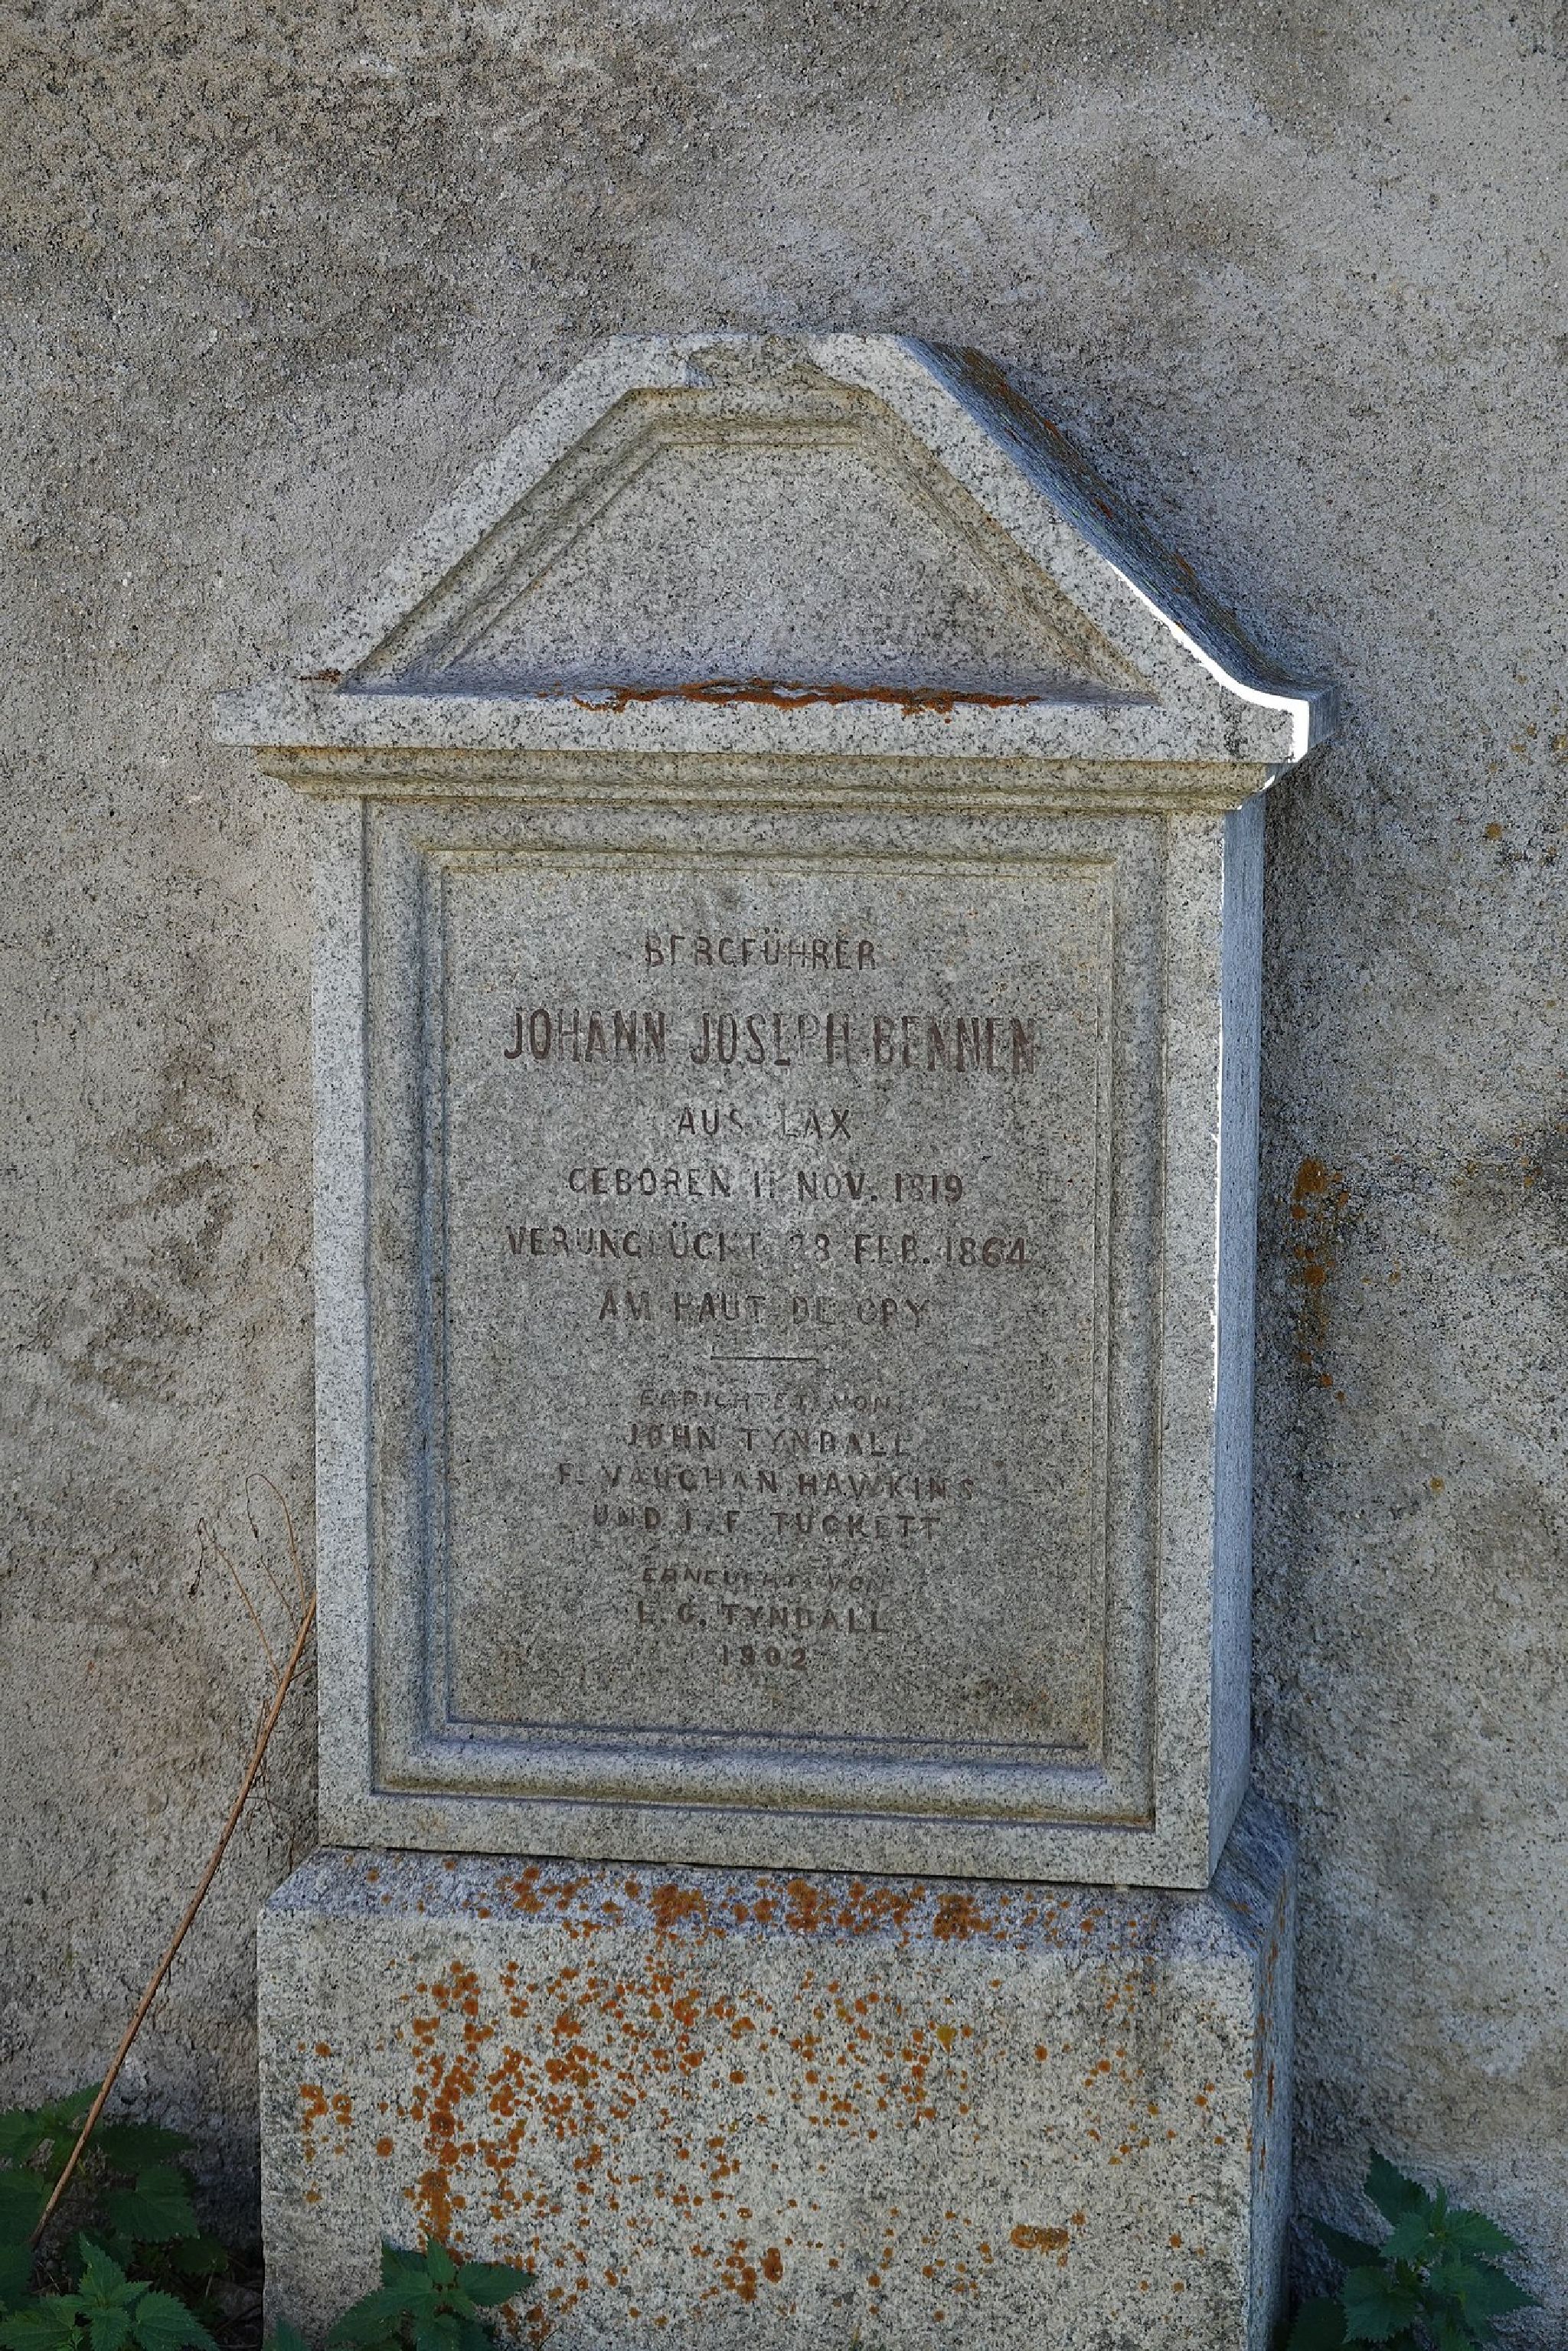 BERGFÜHRER
JOHANN JOSEPH BENNEN
AUS LAX
GEBOREN 11 NOV. 1819
VERUNGLÜCKT 28 FEB. 1864
AM HAUT DE CRY
ERRICHTET VON
JOHN TYNDALL
F. VAUGHAN HAWKINS
UND J. F. TUCKETT
ERNEUERT VON
L. C. TYNDALL
1902